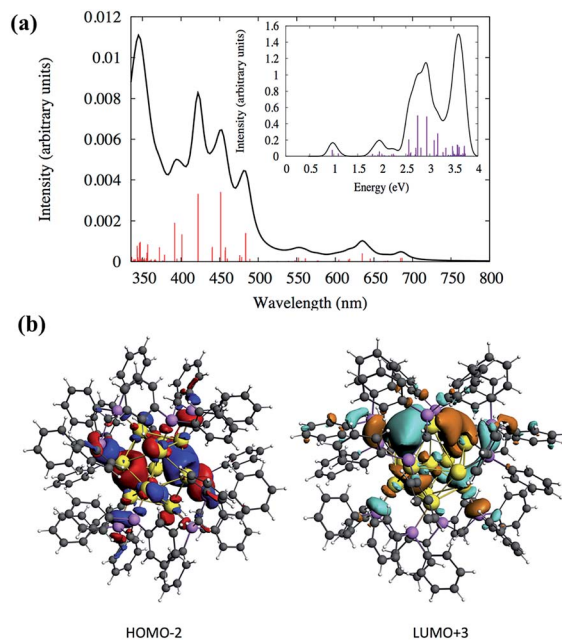 (a)
0.012
0.01
0.008
0.006
0.004
0.002
0
Intensity (arbitrary units)
350 400 450 500 550 600 650 700 750 800
Wavelength (nm)
1.6
1.4
1.2
1
0.8
0.6
0.4
0.2
0
Intensity (arbitrary units)
0 0.5 1 1.5 2 2.5 3 3.5 4
Energy (eV)
(b)
HOMO-2
LUMO+3